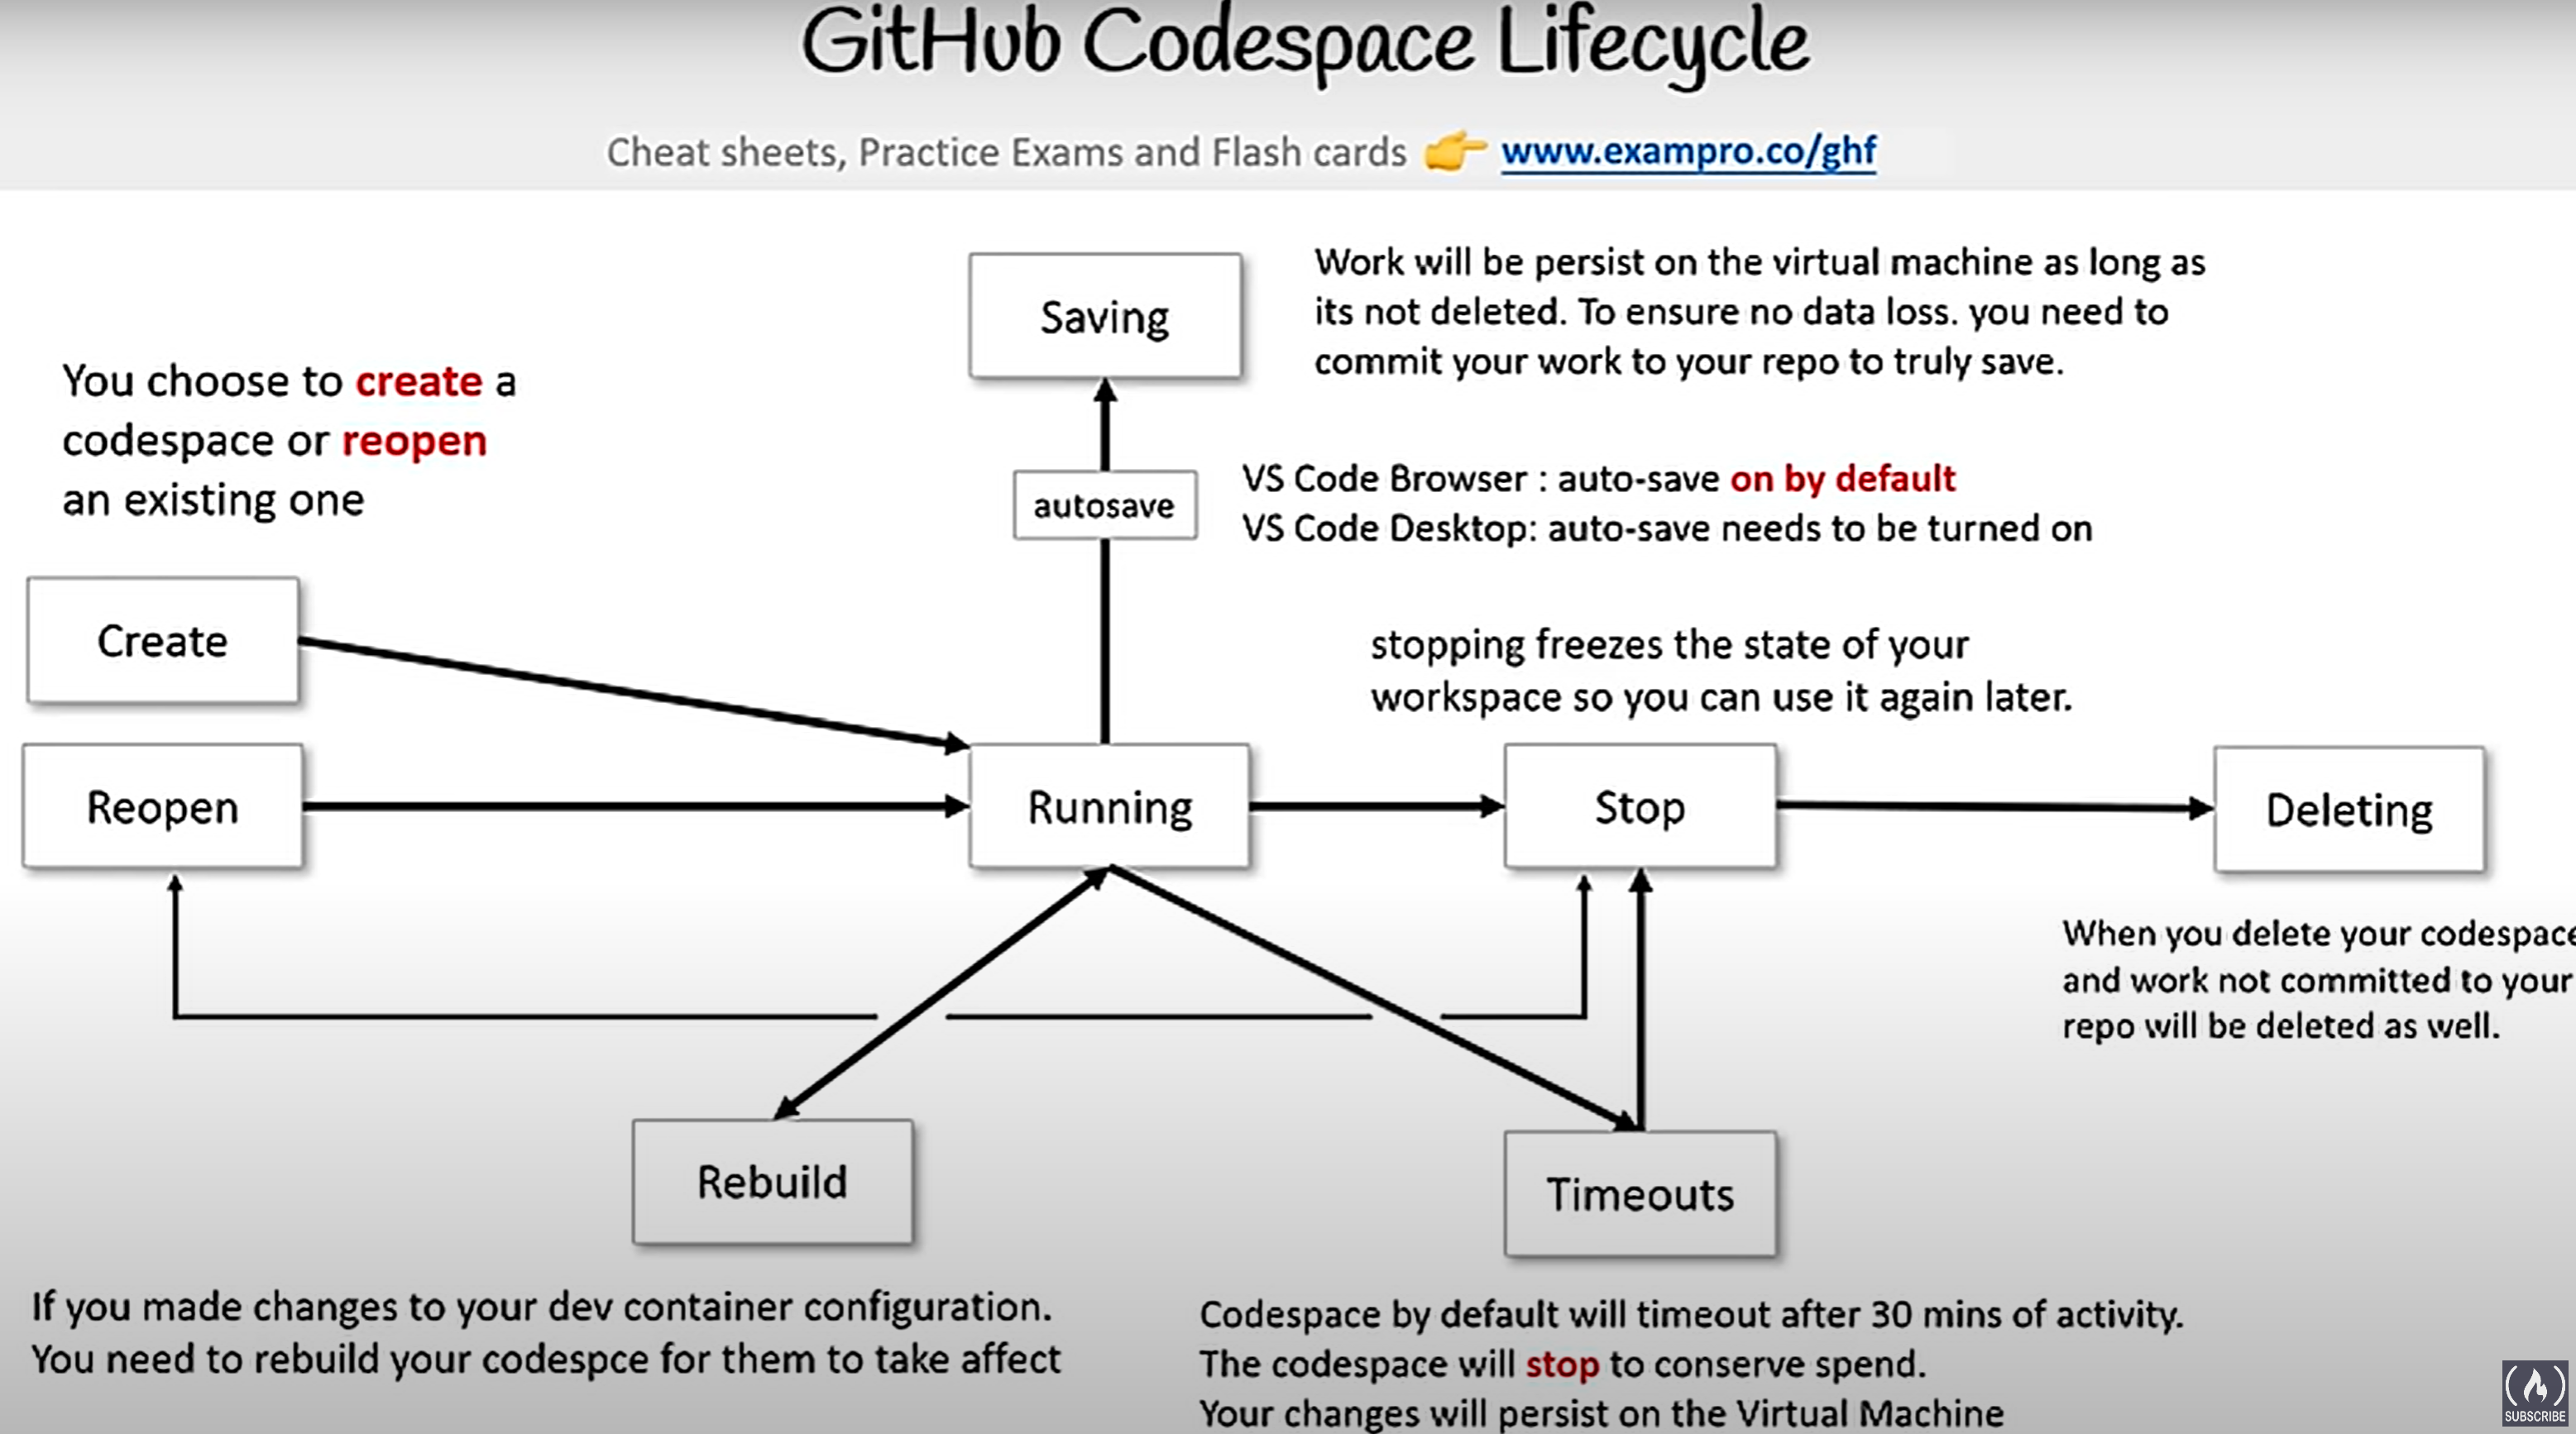 GitHub Codespace Lifecycle
Cheat sheets, Practice Exams and Flash cards 👉 www.exampro.co/ghf
Saving
Work will be persist on the virtual machine as long as
its not deleted. To ensure no data loss. you need to
commit your work to your repo to truly save.
You choose to create a
codespace or reopen
an existing one
autosave
VS Code Browser : auto-save on by default
VS Code Desktop: auto-save needs to be turned on
Create
stopping freezes the state of your
workspace so you can use it again later.
Reopen
Running
Stop
Deleting
When you delete your codespace
and work not committed to your
repo will be deleted as well.
Rebuild
Timeouts
If you made changes to your dev container configuration.
You need to rebuild your codespce for them to take affect
Codespace by default will timeout after 30 mins of activity.
The codespace will stop to conserve spend.
Your changes will persist on the Virtual Machine
SUBSCRIBE